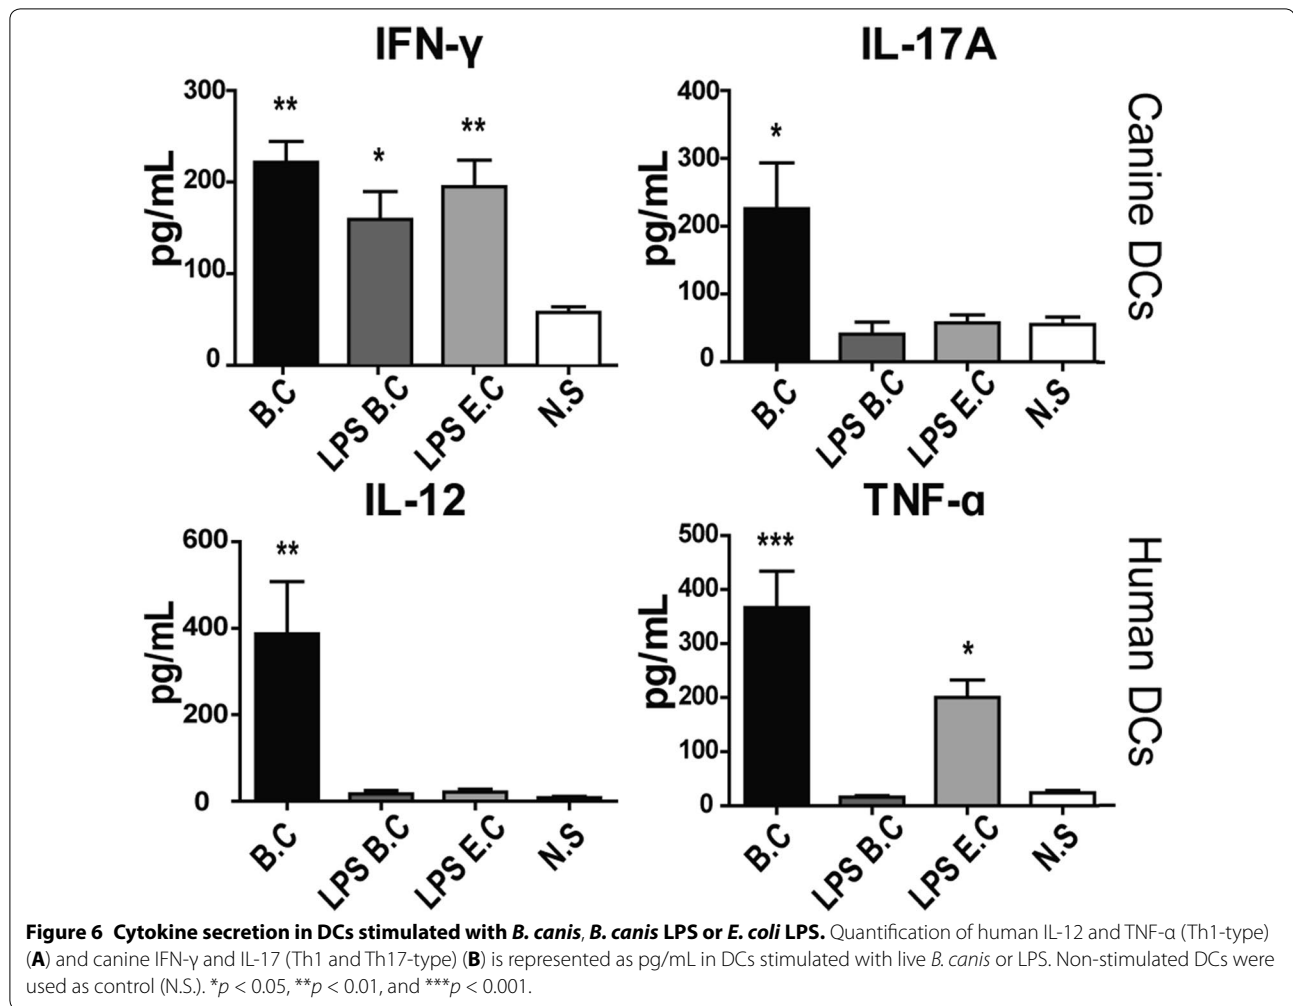 IFN-γ
300
200
100
0
pg/mL
**
*
**
B.C
LPS B.C
LPS E.C
N.S
IL-17A
400
300
200
100
0
pg/mL
*
B.C
LPS B.C
LPS E.C
N.S
Canine DCs
IL-12
600
400
200
0
pg/mL
**
B.C
LPS B.C
LPS E.C
N.S
TNF-α
500
400
300
200
100
0
pg/mL
***
*
B.C
LPS B.C
LPS E.C
N.S
Human DCs
Figure 6 Cytokine secretion in DCs stimulated with B. canis, B. canis LPS or E. coli LPS. Quantification of human IL-12 and TNF-α (Th1-type)
(A) and canine IFN-γ and IL-17 (Th1 and Th17-type) (B) is represented as pg/mL in DCs stimulated with live B. canis or LPS. Non-stimulated DCs were
used as control (N.S.). *p < 0.05, **p < 0.01, and ***p < 0.001.